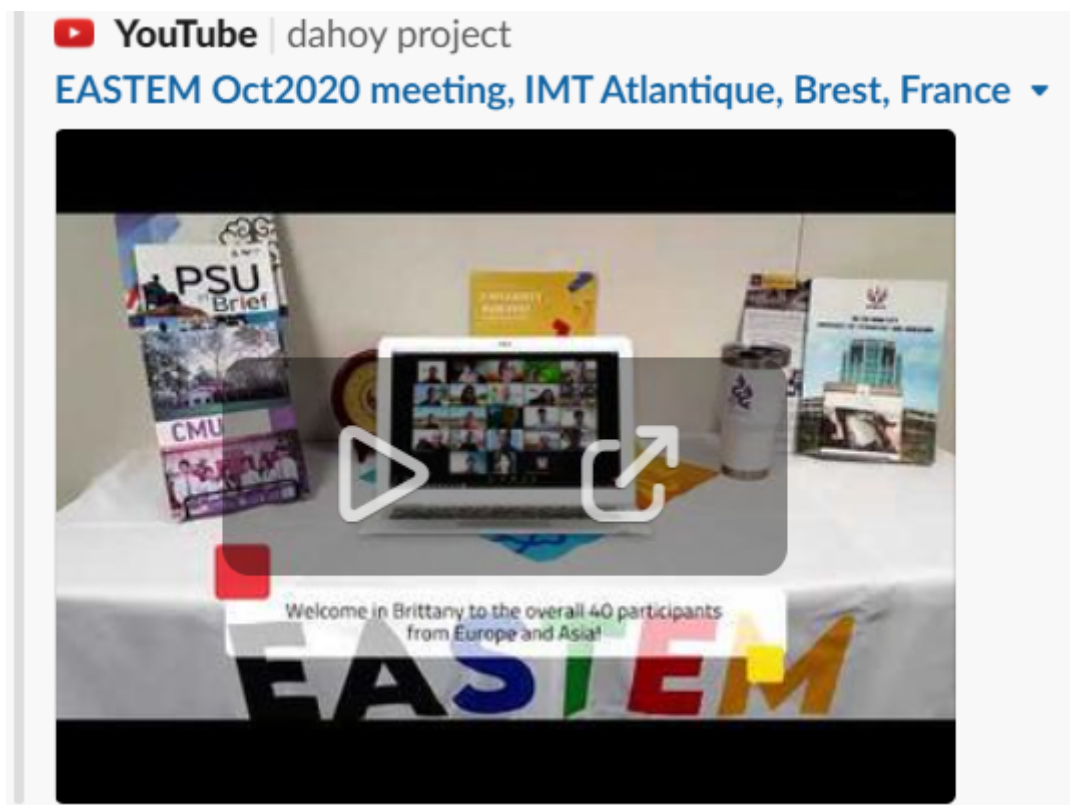 YouTube dahoy project
EASTEM Oct2020 meeting, IMT Atlantique, Brest, France
PSU
in Brief
CMU
Welcome in Brittany to the overall 40 participants
from Europe and Asia!
EASTEM